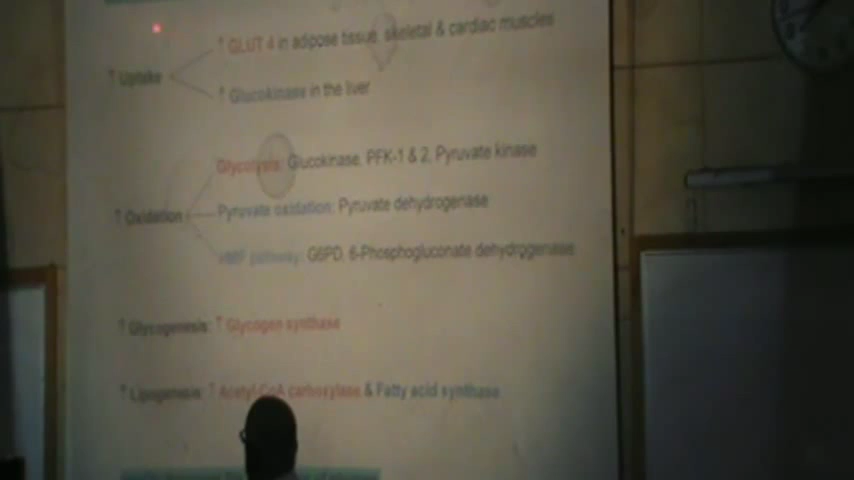 ↑ GLUT 4 in adipose tissue, skeletal & cardiac muscles
↑ Uptake
↑ Glucokinase in the liver
Glycolysis: Glucokinase, PFK-1 & 2, Pyruvate kinase
↑ Oxidation
Pyruvate oxidation: Pyruvate dehydrogenase
HMP pathway: G6PD, 6-Phosphogluconate dehydrogenase
↑ Glycogenesis: ↑ Glycogen synthase
↑ Lipogenesis: ↑ Acetyl-CoA carboxylase & Fatty acid synthase